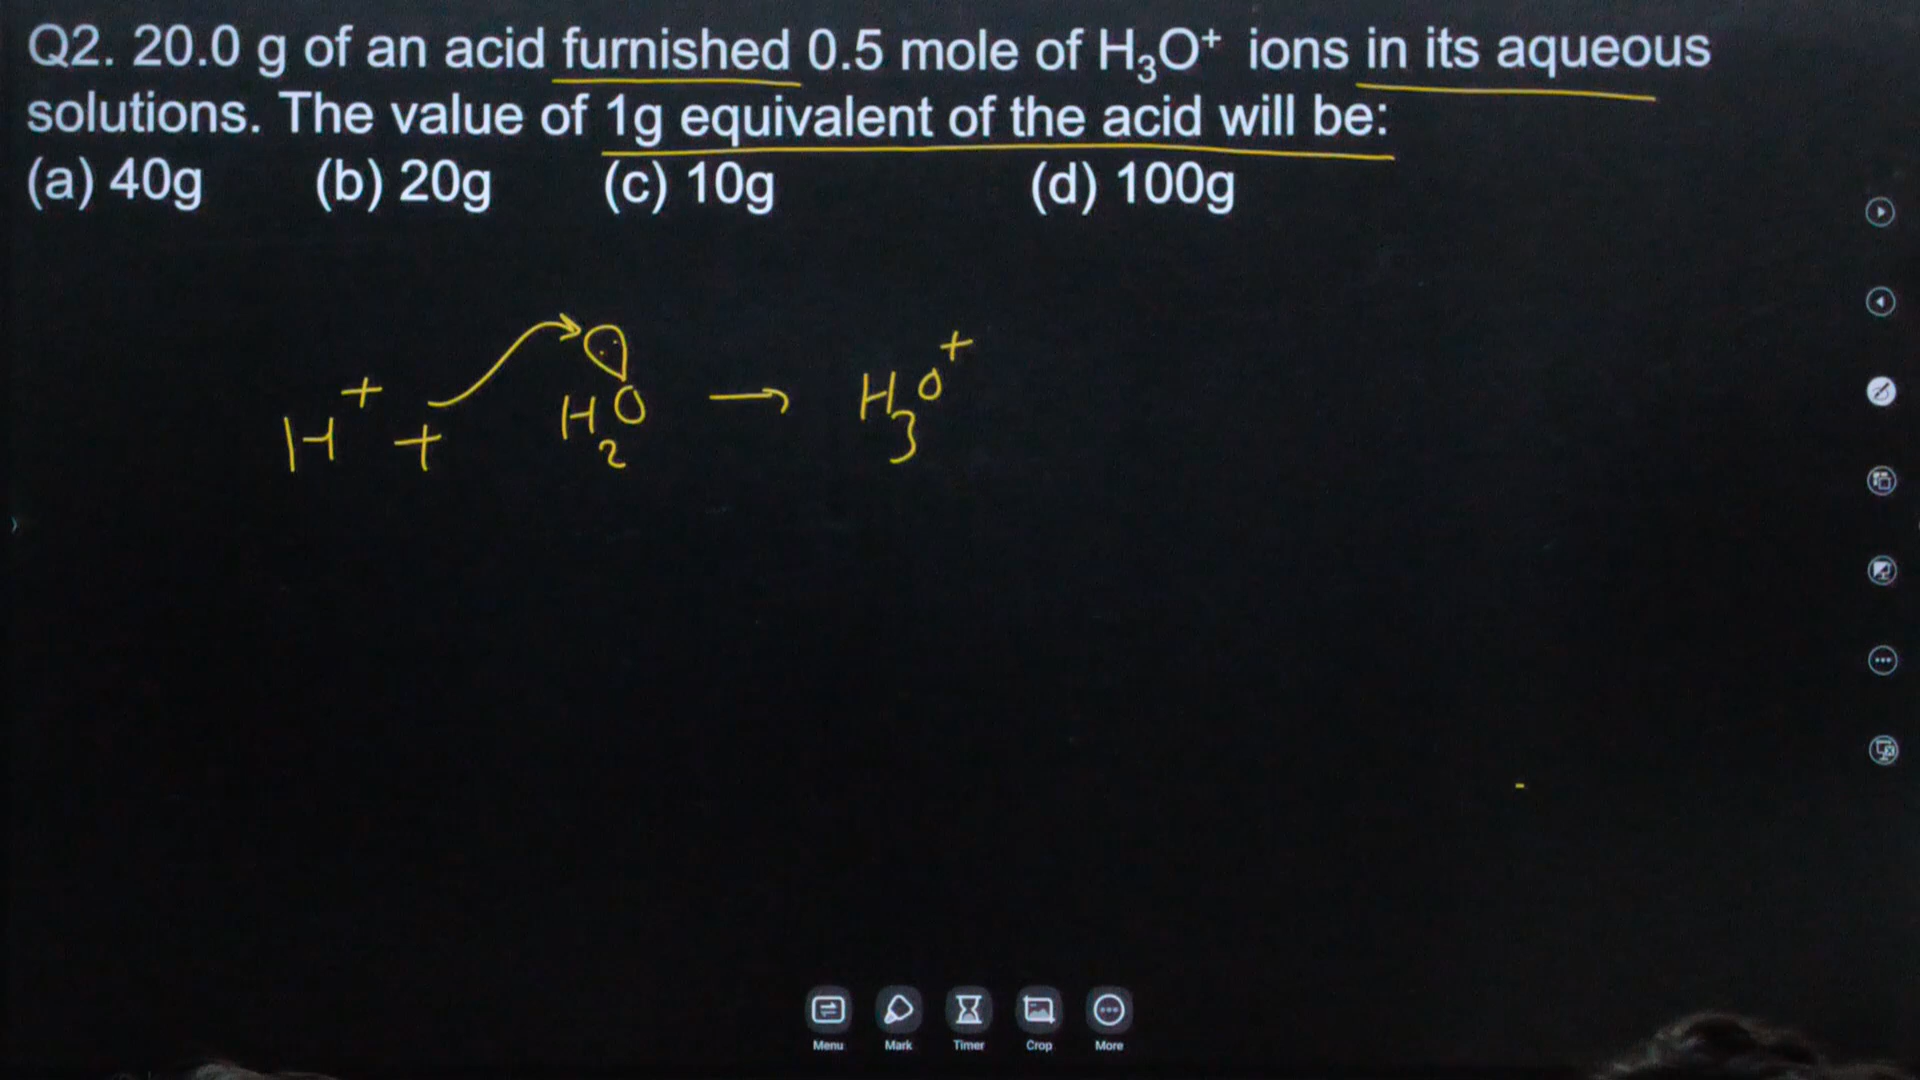 Q2. 20.0 g of an acid furnished 0.5 mole of H₃O⁺ ions in its aqueous
solutions. The value of 1g equivalent of the acid will be:
(a) 40g (b) 20g (c) 10g (d) 100g
H⁺ + H₂O → H₃O⁺
Menu Mark Timer Crop More